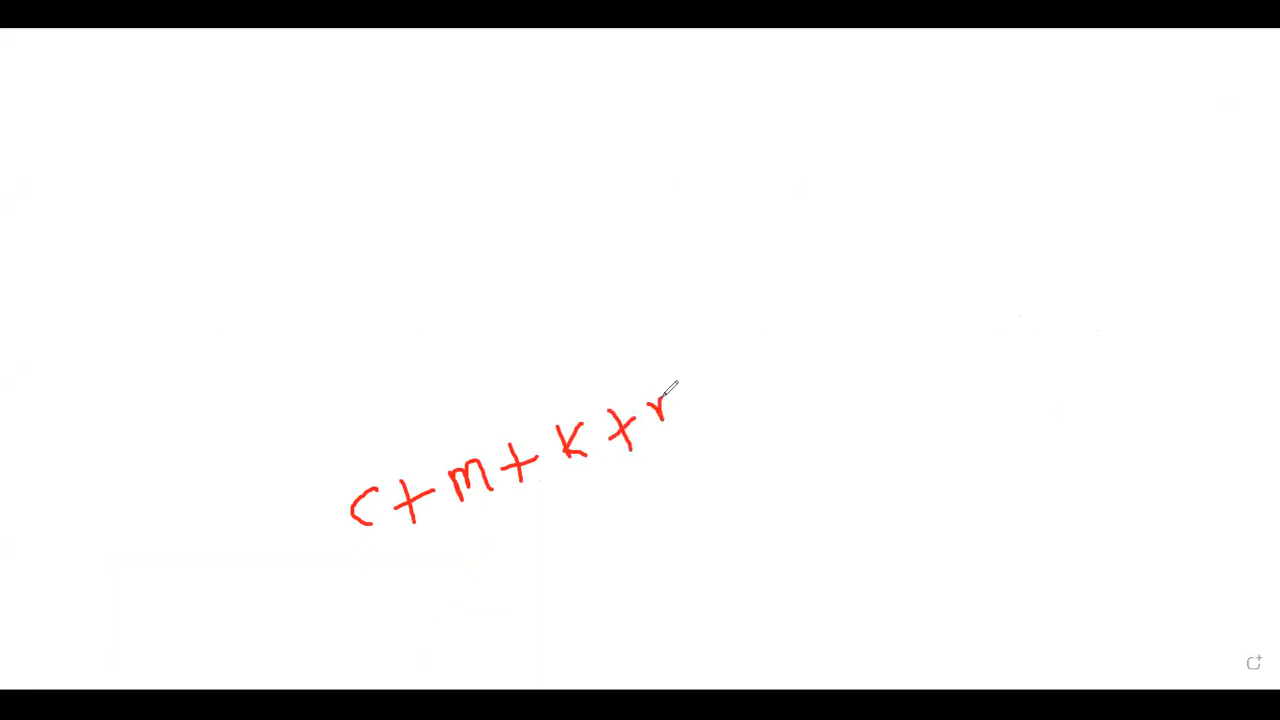 c + m + k + r